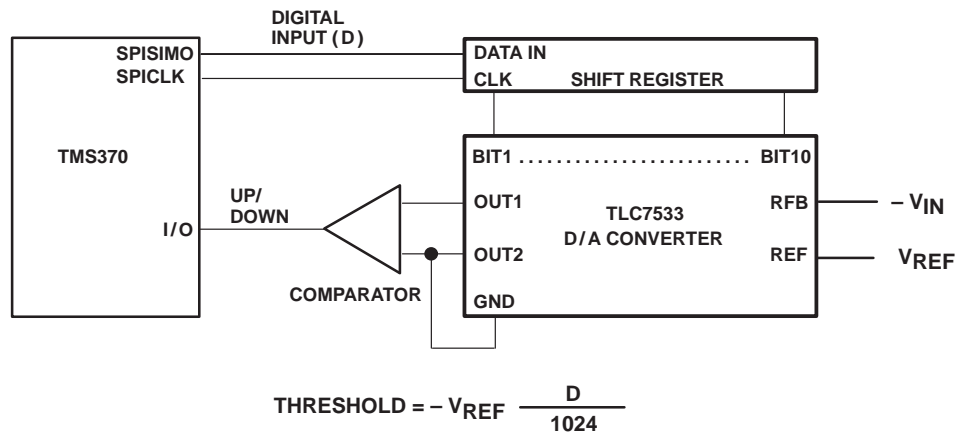 DIGITAL
INPUT (D)
SPISIMO
SPICLK
DATA IN
CLK
SHIFT REGISTER
TMS370
I/O
UP/
DOWN
COMPARATOR
BIT1 ......................... BIT10
OUT1
OUT2
GND
TLC7533
D/A CONVERTER
RFB
REF
– VIN
VREF
THRESHOLD = – VREF D
1024